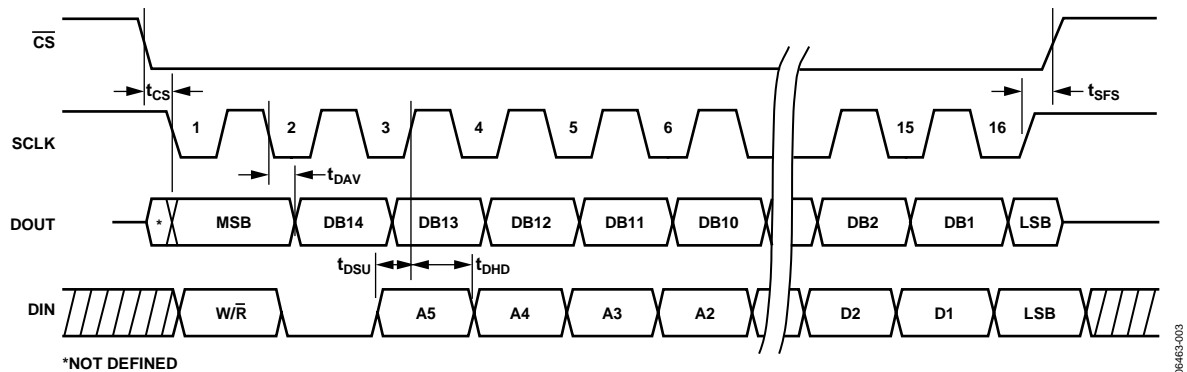 CS
tCS
tSFS
SCLK
1 2 3 4 5 6 15 16
tDAV
DOUT
* MSB DB14 DB13 DB12 DB11 DB10 DB2 DB1 LSB
tDSU tDHD
DIN
W/R A5 A4 A3 A2 D2 D1 LSB
*NOT DEFINED
06463-003